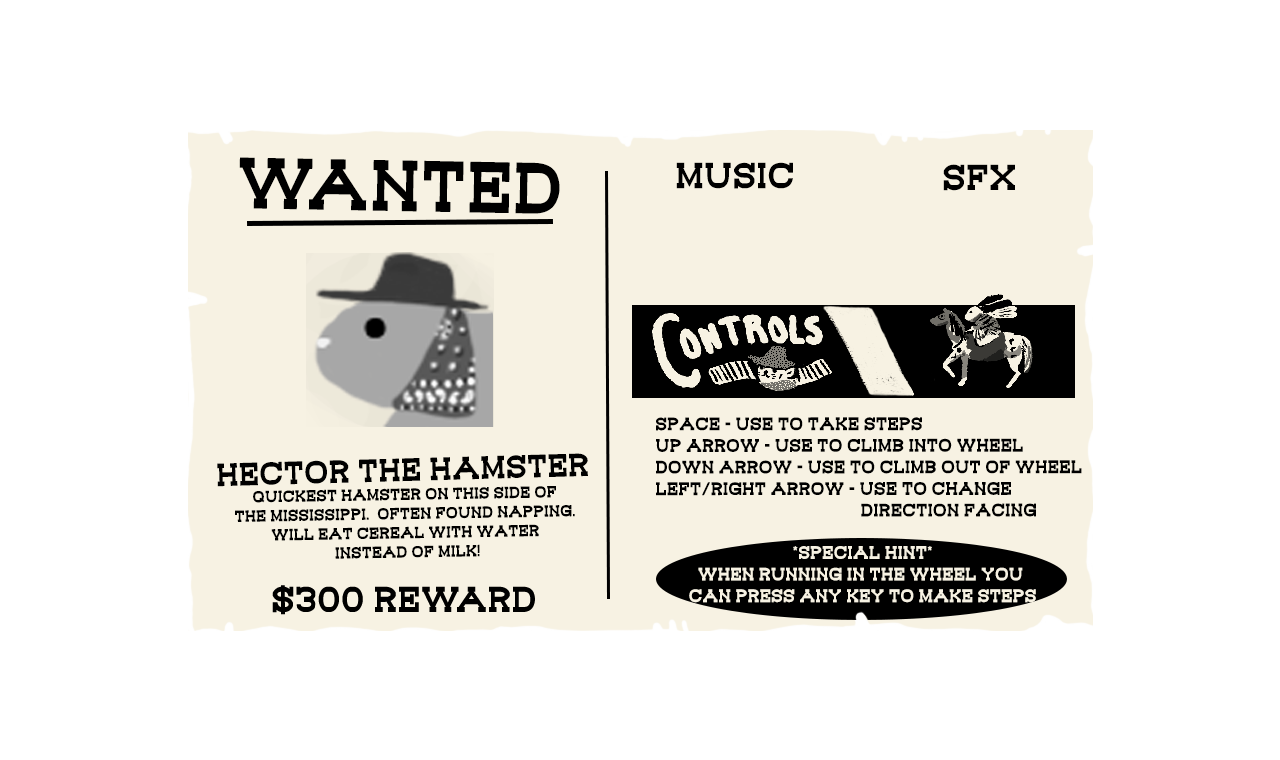 WANTED
HECTOR THE HAMSTER
QUICKEST HAMSTER ON THIS SIDE OF
THE MISSISSIPPI. OFTEN FOUND NAPPING.
WILL EAT CEREAL WITH WATER
INSTEAD OF MILK!
$300 REWARD
MUSIC
SFX
CONTROLS
SPACE - USE TO TAKE STEPS
UP ARROW - USE TO CLIMB INTO WHEEL
DOWN ARROW - USE TO CLIMB OUT OF WHEEL
LEFT/RIGHT ARROW - USE TO CHANGE
DIRECTION FACING
*SPECIAL HINT*
WHEN RUNNING IN THE WHEEL YOU
CAN PRESS ANY KEY TO MAKE STEPS